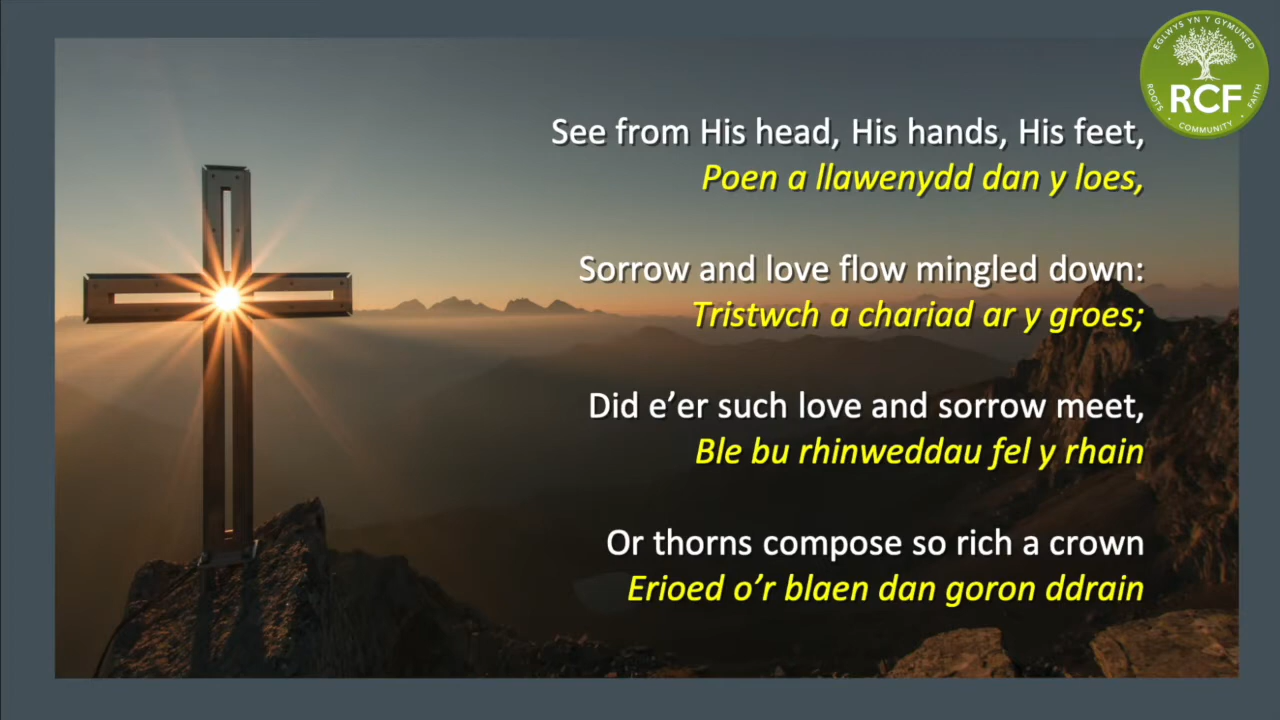 EGLWYS YN Y GYMUNED
RCF
ROOTS • COMMUNITY • FAITH
See from His head, His hands, His feet,
Poen a llawenydd dan y loes,
Sorrow and love flow mingled down:
Tristwch a chariad ar y groes;
Did e’er such love and sorrow meet,
Ble bu rhinweddau fel y rhain
Or thorns compose so rich a crown
Erioed o’r blaen dan goron ddrain